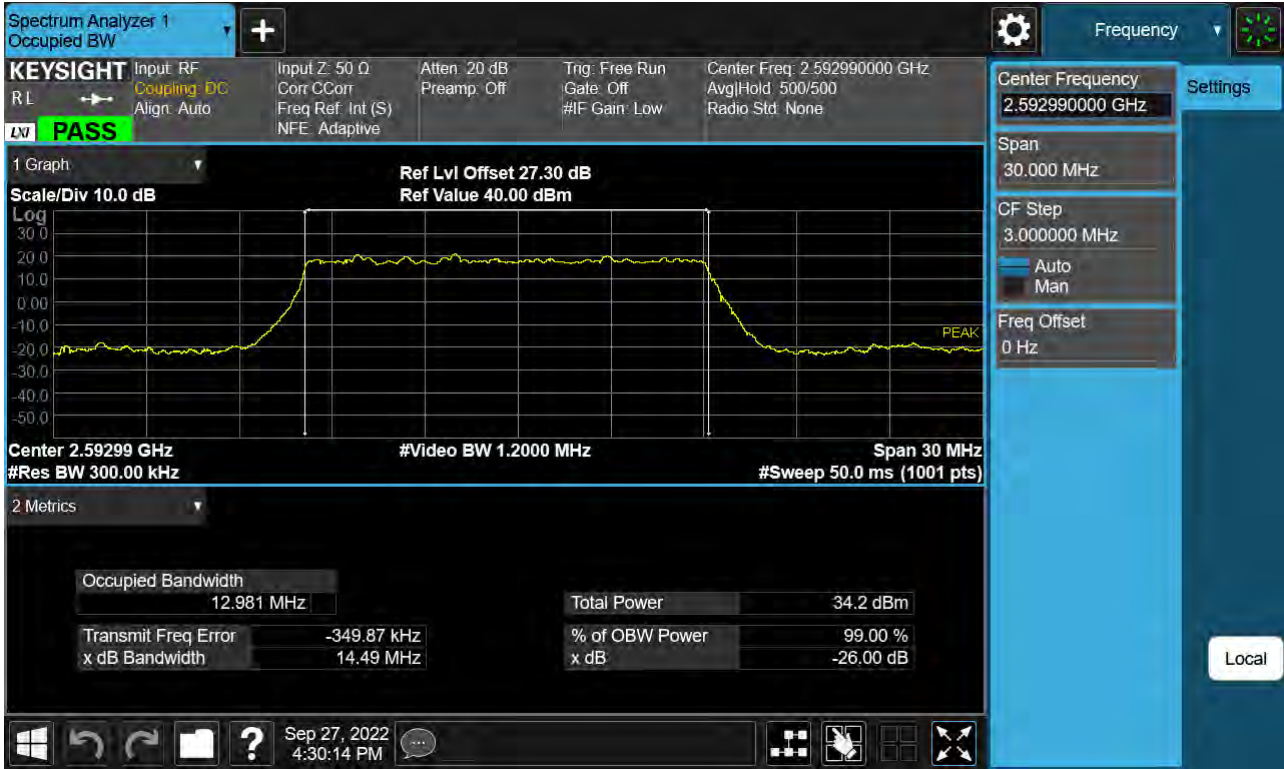 Spectrum Analyzer 1
Occupied BW
Frequency
KEYSIGHT
RL
LXI
PASS
Input: RF
Coupling: DC
Align: Auto
Input Z: 50 Ω
Corr CCorr
Freq Ref: Int (S)
NFE: Adaptive
Atten: 20 dB
Preamp: Off
Trig: Free Run
Gate: Off
#IF Gain: Low
Center Freq: 2.592990000 GHz
Avg|Hold: 500/500
Radio Std: None
1 Graph
Scale/Div 10.0 dB
Ref Lvl Offset 27.30 dB
Ref Value 40.00 dBm
Log
30.0
20.0
10.0
0.00
-10.0
-20.0
-30.0
-40.0
-50.0
PEAK
Center 2.59299 GHz
#Video BW 1.2000 MHz
Span 30 MHz
#Res BW 300.00 kHz
#Sweep 50.0 ms (1001 pts)
2 Metrics
Occupied Bandwidth
12.981 MHz
Total Power 34.2 dBm
Transmit Freq Error -349.87 kHz
% of OBW Power 99.00 %
x dB Bandwidth 14.49 MHz
x dB -26.00 dB
Center Frequency
2.592990000 GHz
Settings
Span
30.000 MHz
CF Step
3.000000 MHz
Auto
Man
Freq Offset
0 Hz
Local
?
Sep 27, 2022
4:30:14 PM